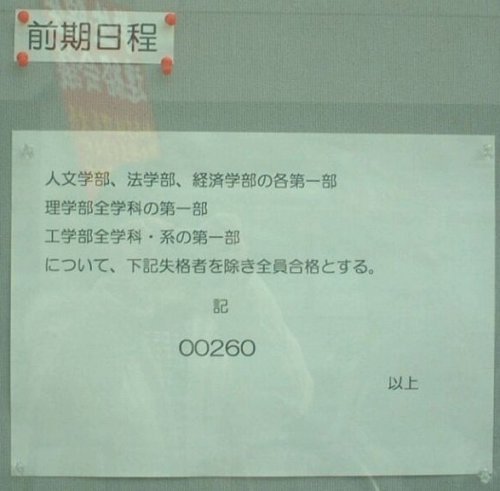 前期日程
人文学部、法学部、経済学部の各第一部
理学部全学科の第一部
工学部全学科・系の第一部
について、下記失格者を除き全員合格とする。
記
00260
以上